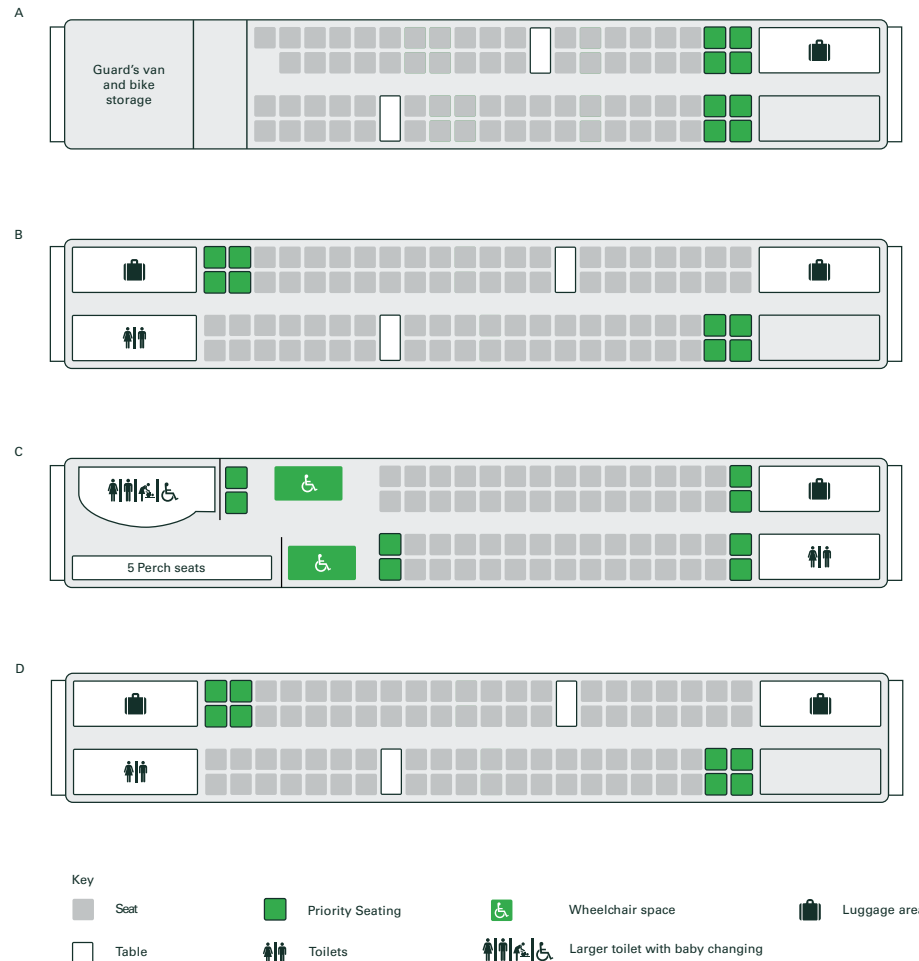 A
Guard's van
and bike
storage
B
C
5 Perch seats
D
Key
Seat
Priority Seating
Wheelchair space
Luggage area
Table
Toilets
Larger toilet with baby changing